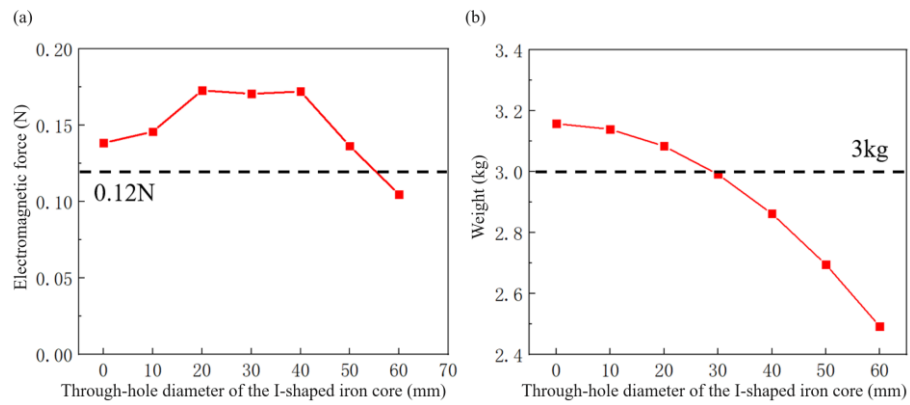 (a)
Electromagnetic force (N)
0.20
0.15
0.10
0.05
0.00
0.12N
0 10 20 30 40 50 60 70
Through-hole diameter of the I-shaped iron core (mm)
(b)
Weight (kg)
3.4
3.2
3.0
2.8
2.6
2.4
3kg
0 10 20 30 40 50 60
Through-hole diameter of the I-shaped iron core (mm)